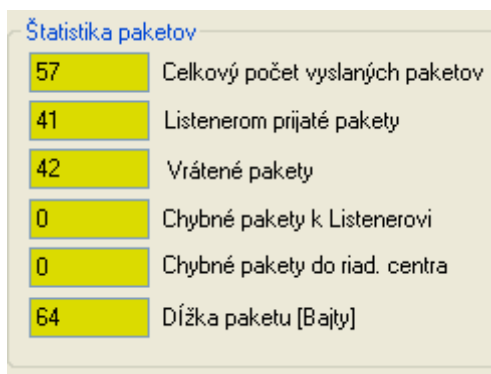 Štatistika paketov
57 Celkový počet vyslaných paketov
41 Listenerom prijaté pakety
42 Vrátené pakety
0 Chybné pakety k Listenerovi
0 Chybné pakety do riad. centra
64 Dĺžka paketu [Bajty]